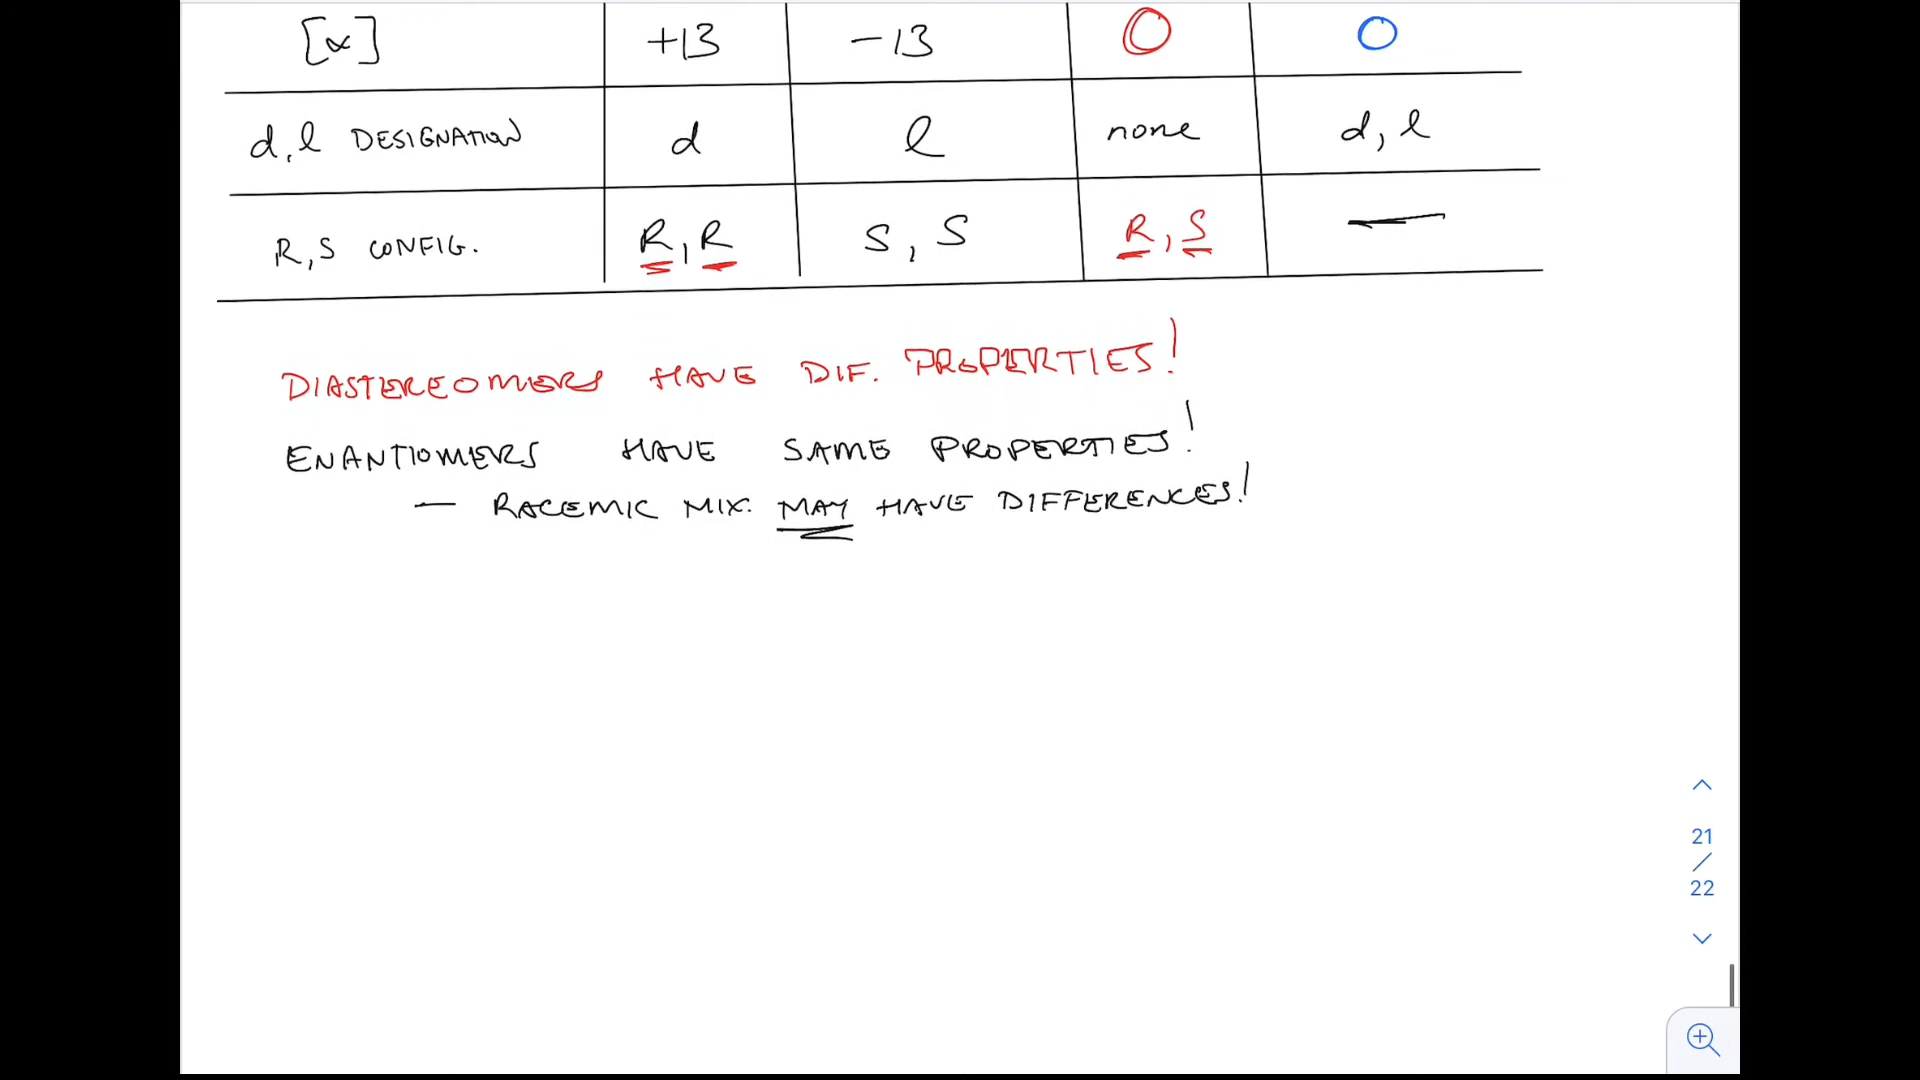 [α] +13 -13 0 0
d,l DESIGNATION d l none d, l
R,S CONFIG. R,R S,S R,S —
DIASTEREOMERS HAVE DIF. PROPERTIES!
ENANTIOMERS HAVE SAME PROPERTIES!
— RACEMIC MIX. MAY HAVE DIFFERENCES!
21
/
22